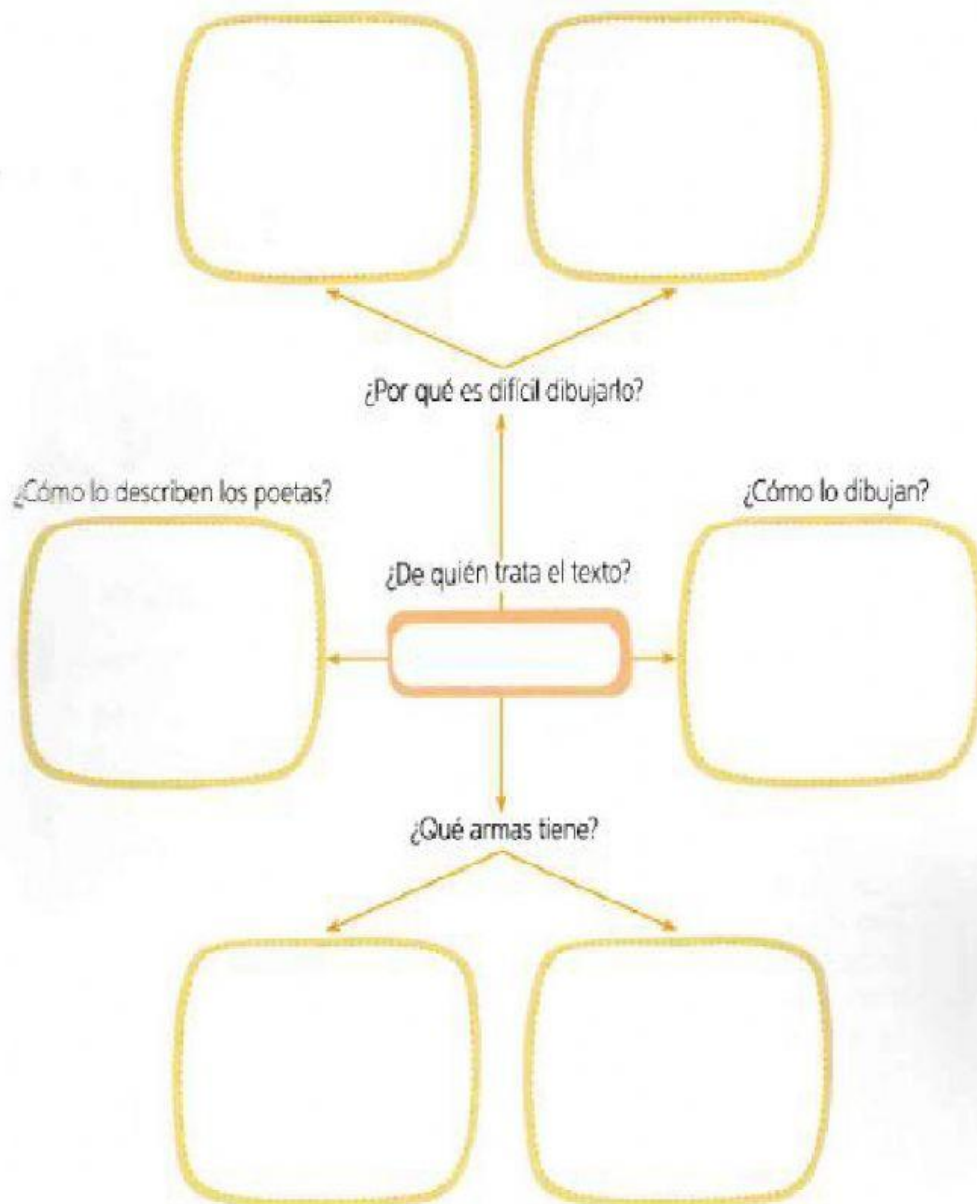 ¿Por qué es difícil dibujarlo?
¿Cómo lo describen los poetas?
¿Cómo lo dibujan?
¿De quién trata el texto?
¿Qué armas tiene?